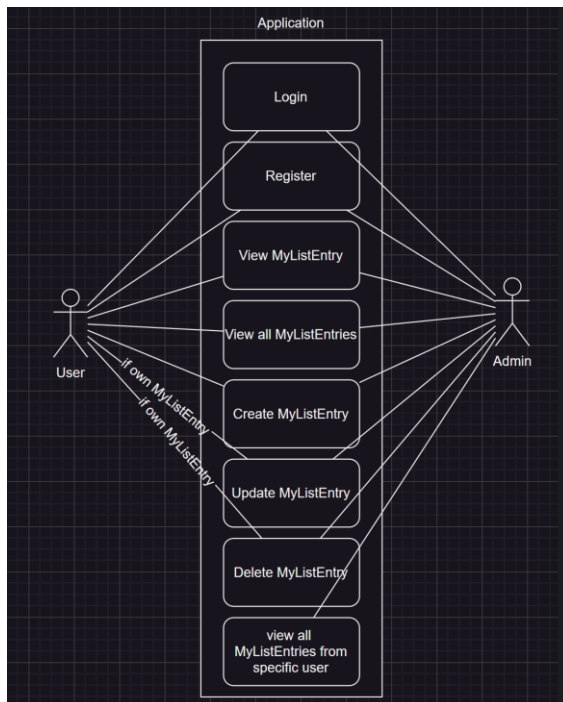 Application
Login
Register
View MyListEntry
View all MyListEntries
User
Admin
if own MyListEntry
if own MyListEntry
Create MyListEntry
Update MyListEntry
Delete MyListEntry
view all
MyListEntries from
specific user